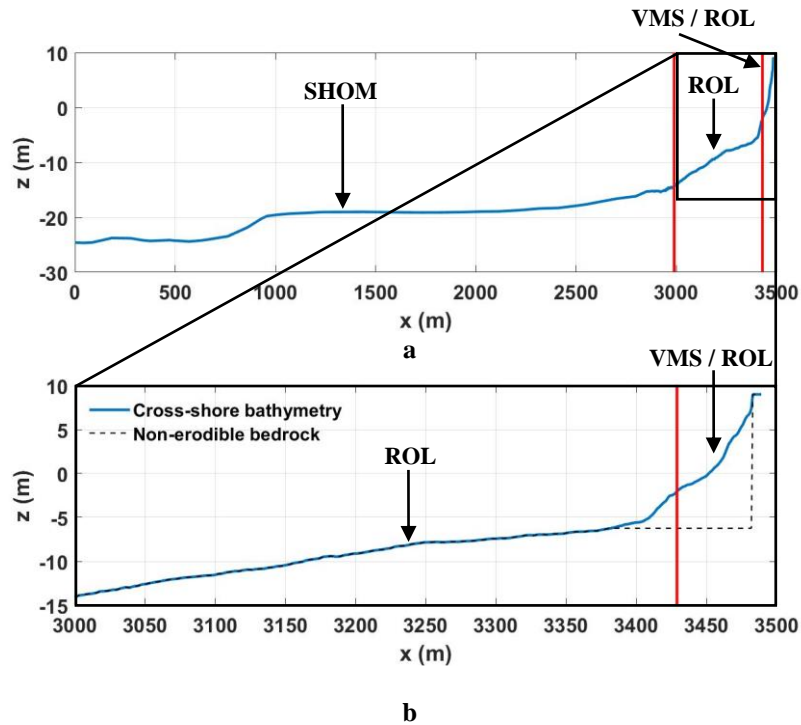 VMS / ROL
10
SHOM
ROL
0
z (m)
-10
-20
-30
0 500 1000 1500 2000 2500 3000 3500
x (m)
a
VMS / ROL
10
Cross-shore bathymetry
5
Non-erodible bedrock
ROL
0
z (m)
-5
-10
-15
3000 3050 3100 3150 3200 3250 3300 3350 3400 3450 3500
x (m)
b